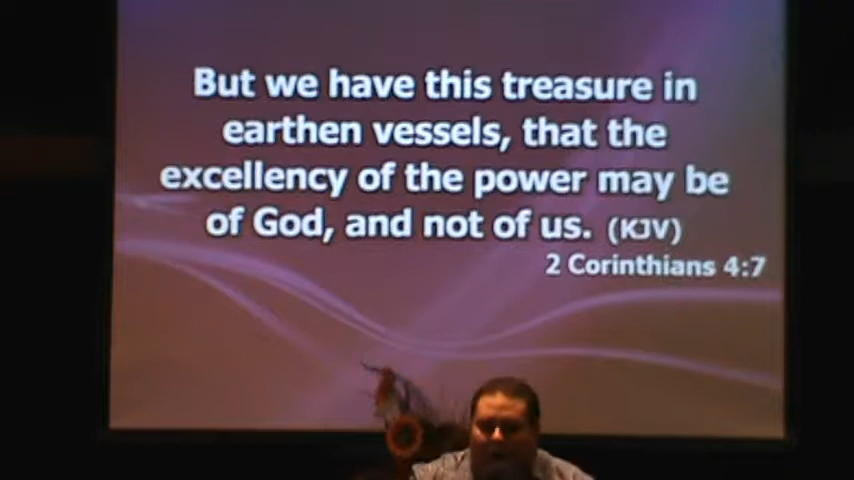 But we have this treasure in
earthen vessels, that the
excellency of the power may be
of God, and not of us. (KJV)
2 Corinthians 4:7